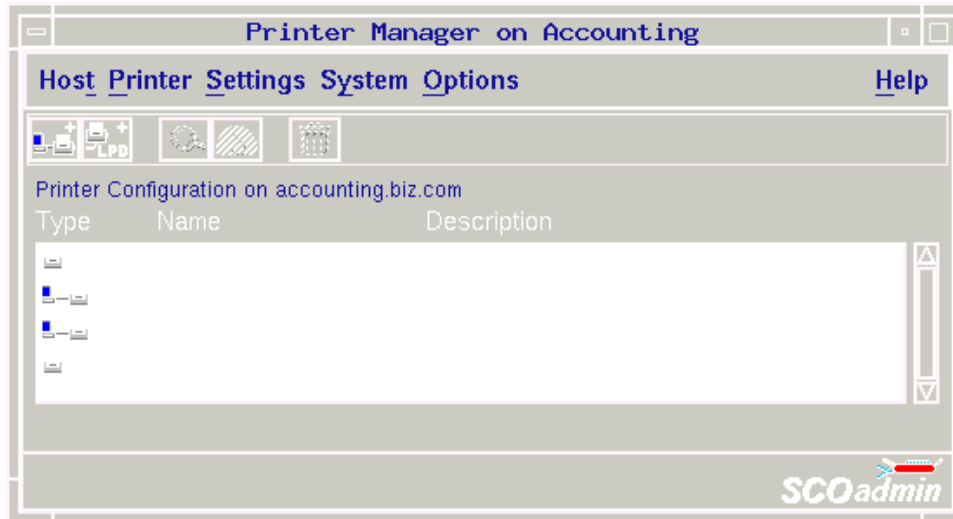 Printer Manager on Accounting
Host Printer Settings System Options Help
LPD
Printer Configuration on accounting.biz.com
Type Name Description
SCOadmin